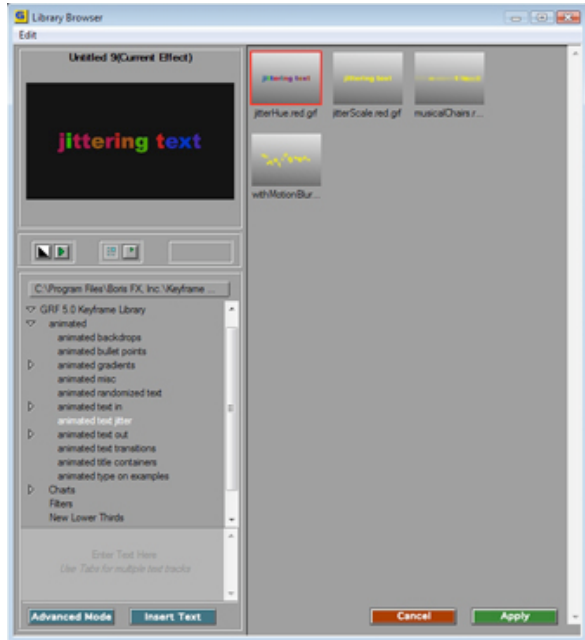 Library Browser
Edit
Untitled 9(Current Effect)
jittering text
C:\Program Files\Boris FX, Inc.\Keyframe ...
GRF 5.0 Keyframe Library
animated
animated backdrops
animated bullet points
animated gradients
animated misc
animated randomized text
animated text in
animated text jitter
animated text out
animated text transitions
animated title containers
animated type on examples
Charts
Filters
New Lower Thirds
Enter Text Here
Use Tabs for multiple text tracks
Advanced Mode
Insert Text
jittering text
jittering text
jitterHue.red.gif
jitterScale.red.gif
musicalChairs.r...
withMotionBlur...
Cancel
Apply